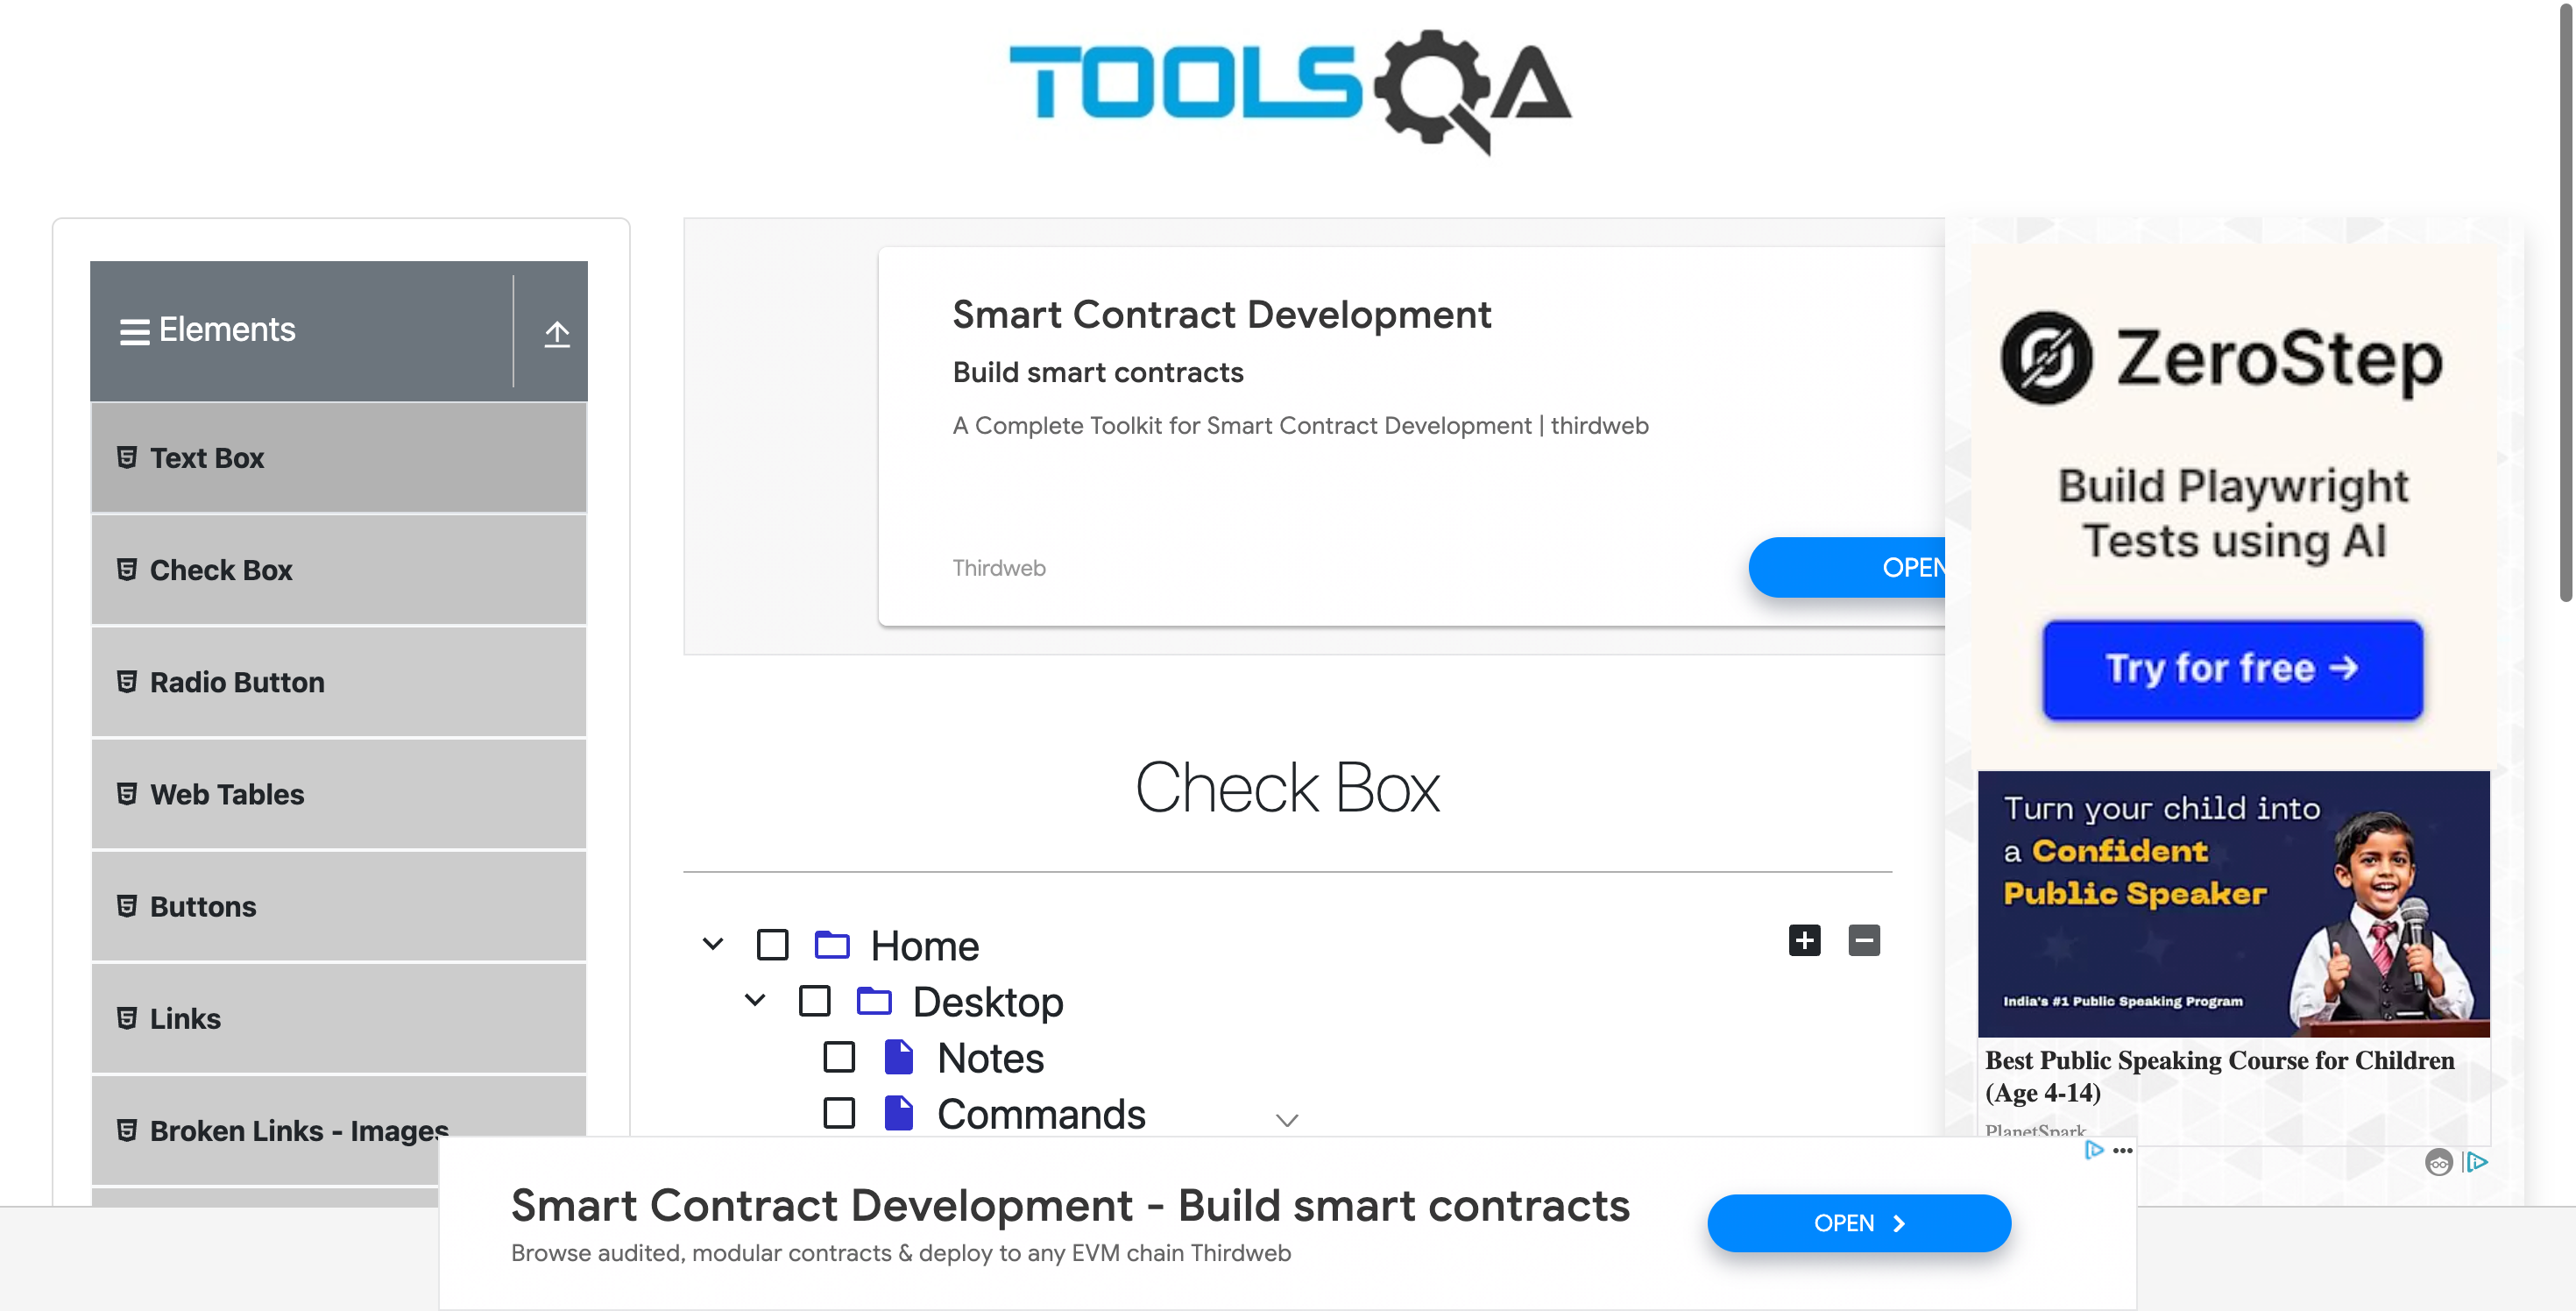 TOOLSQA
Elements
Text Box
Check Box
Radio Button
Web Tables
Buttons
Links
Broken Links - Images
Smart Contract Development
Build smart contracts
A Complete Toolkit for Smart Contract Development | thirdweb
Thirdweb
OPEN
Check Box
Home
Desktop
Notes
Commands
ZeroStep
Build Playwright
Tests using AI
Try for free →
Turn your child into
a Confident
Public Speaker
India's #1 Public Speaking Program
Best Public Speaking Course for Children
(Age 4-14)
PlanetSpark
Smart Contract Development - Build smart contracts
Browse audited, modular contracts & deploy to any EVM chain Thirdweb
OPEN